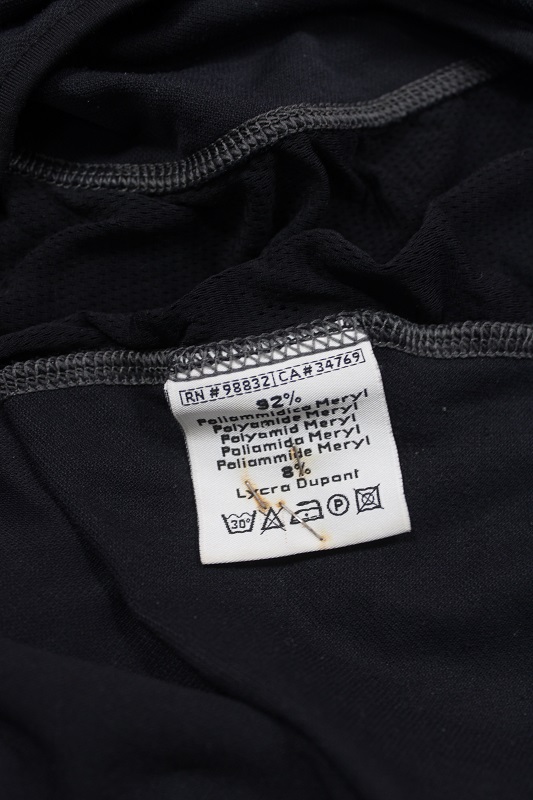 RN # 98832 CA # 34769
92%
Poliammidica Meryl
Polyamide Meryl
Polyamid Meryl
Poliamida Meryl
Poliammide Meryl
8%
Lycra Dupont
30° P